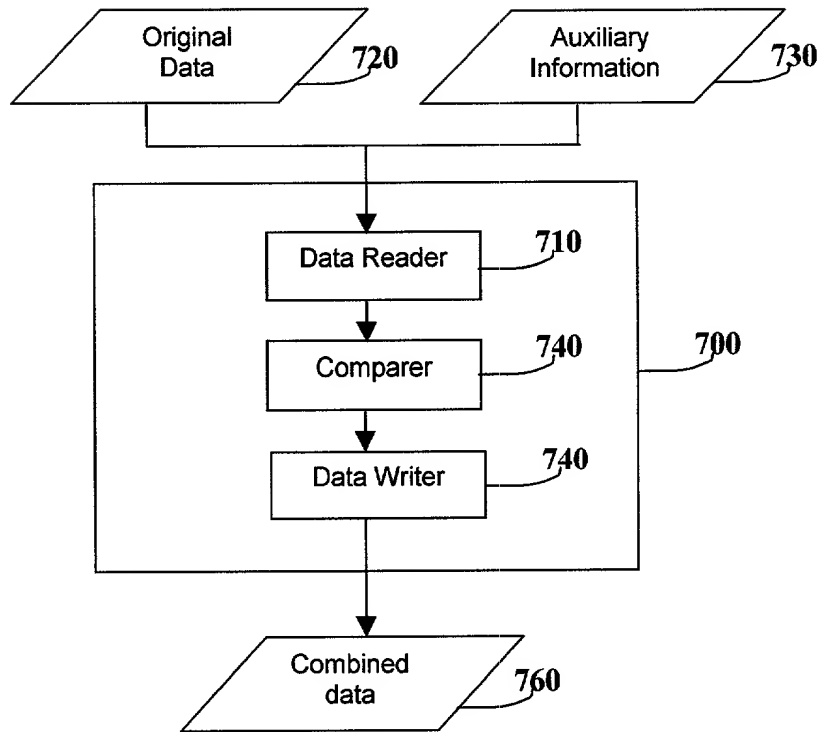 Original
Data
720
Auxiliary
Information
730
Data Reader
710
Comparer
740
700
Data Writer
740
Combined
data
760